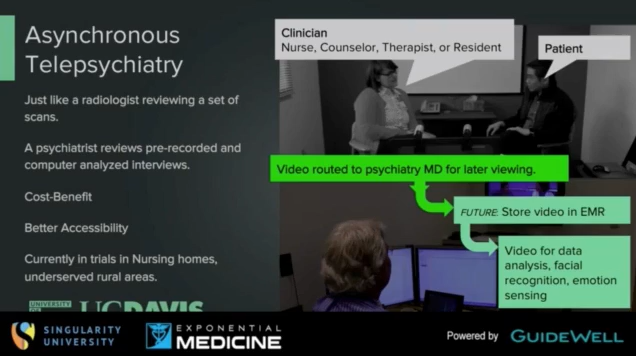 Asynchronous
Telepsychiatry
Just like a radiologist reviewing a set of
scans.
A psychiatrist reviews pre-recorded and
computer analyzed interviews.
Cost-Benefit
Better Accessibility
Currently in trials in Nursing homes,
underserved rural areas.
UNIVERSITY
UCDAVIS
Clinician
Nurse, Counselor, Therapist, or Resident
Patient
Video routed to psychiatry MD for later viewing.
FUTURE: Store video in EMR
Video for data
analysis, facial
recognition, emotion
sensing
SINGULARITY
UNIVERSITY
EXPONENTIAL
MEDICINE
Powered by GUIDEWELL